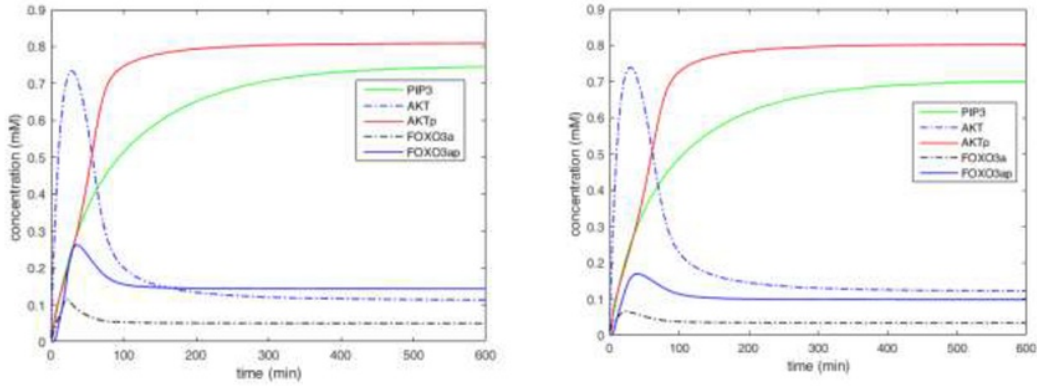 0.9
0.8
0.7
0.6
0.5
0.4
0.3
0.2
0.1
0
concentration (mM)
0 100 200 300 400 500 600
time (min)
PIP3
AKT
AKTp
FOXO3a
FOXO3ap
0.9
0.8
0.7
0.6
0.5
0.4
0.3
0.2
0.1
0
concentration (mM)
0 100 200 300 400 500 600
time (min)
PIP3
AKT
AKTp
FOXO3a
FOXO3ap